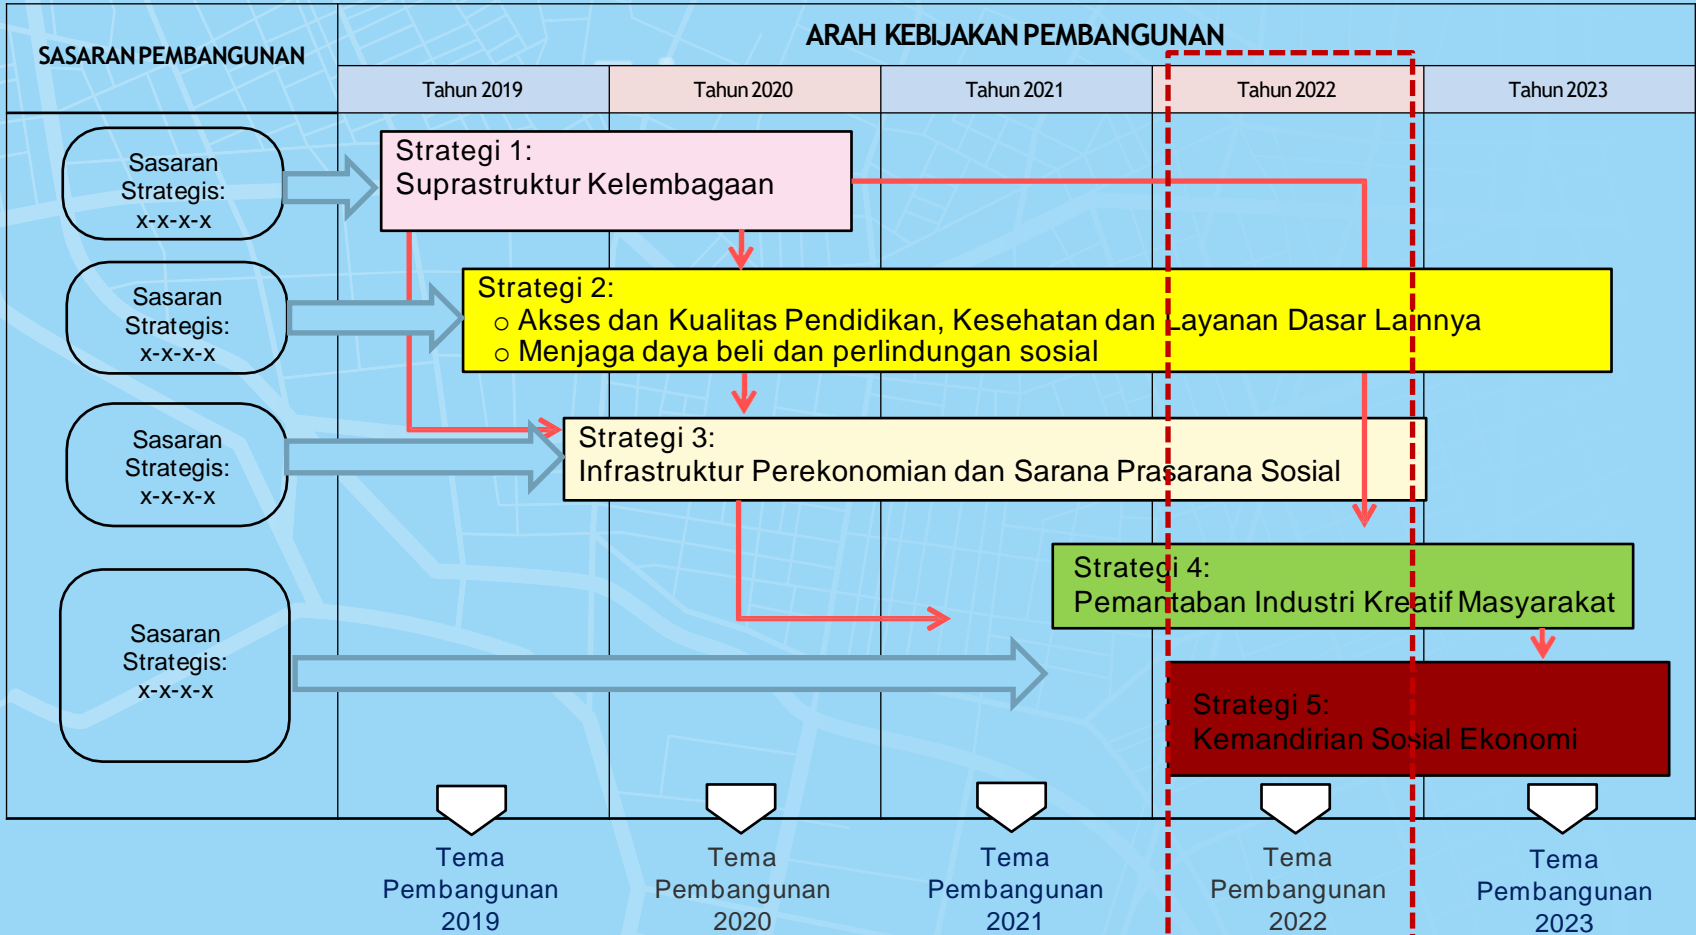 SASARAN PEMBANGUNAN
ARAH KEBIJAKAN PEMBANGUNAN
Tahun 2019
Tahun 2020
Tahun 2021
Tahun 2022
Tahun 2023
Sasaran
Strategis:
x-x-x-x
Strategi 1:
Suprastruktur Kelembagaan
Sasaran
Strategis:
x-x-x-x
Strategi 2:
o Akses dan Kualitas Pendidikan, Kesehatan dan Layanan Dasar Lainnya
o Menjaga daya beli dan perlindungan sosial
Sasaran
Strategis:
x-x-x-x
Strategi 3:
Infrastruktur Perekonomian dan Sarana Prasarana Sosial
Strategi 4:
Pemantaban Industri Kreatif Masyarakat
Sasaran
Strategis:
x-x-x-x
Strategi 5:
Kemandirian Sosial Ekonomi
Tema
Pembangunan
2019
Tema
Pembangunan
2020
Tema
Pembangunan
2021
Tema
Pembangunan
2022
Tema
Pembangunan
2023